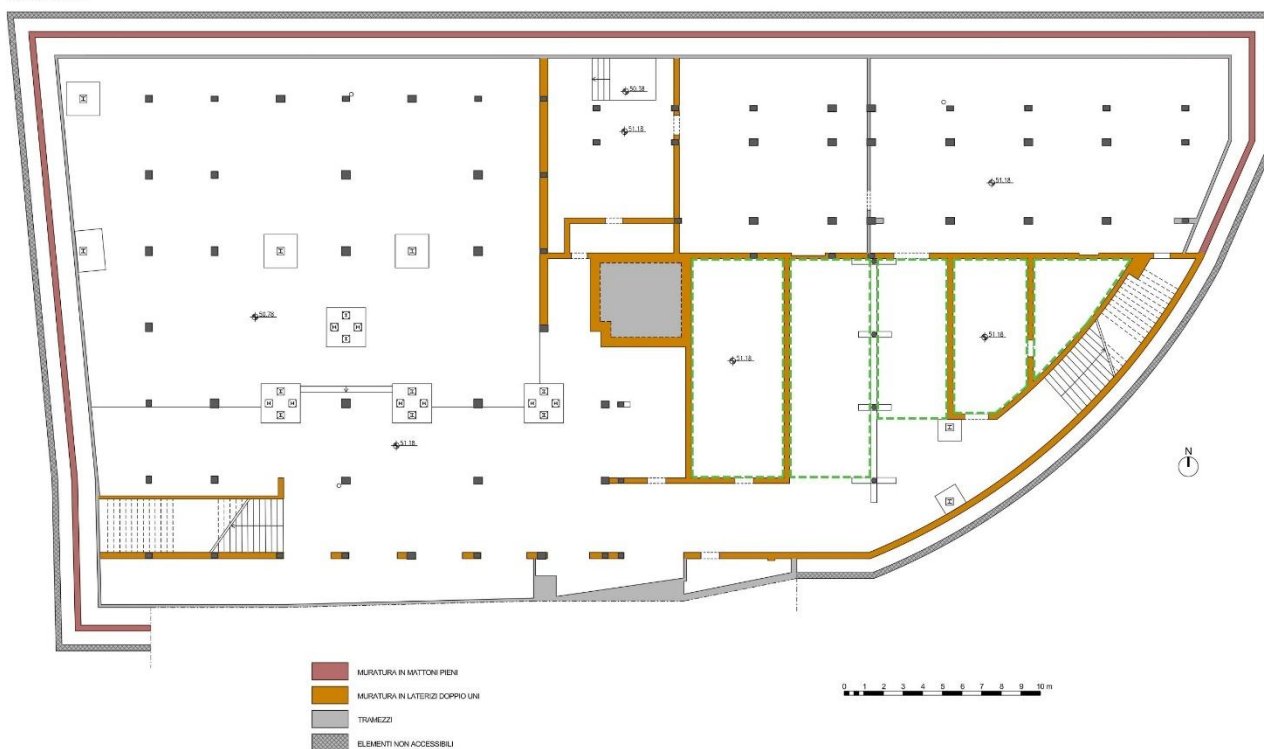 50.18
51.18
51.18
50.78
51.18
51.18
51.18
N
MURATURA IN MATTONI PIENI
MURATURA IN LATERIZI DOPPIO UNI
TRAMEZZI
ELEMENTI NON ACCESSIBILI
0 1 2 3 4 5 6 7 8 9 10 m